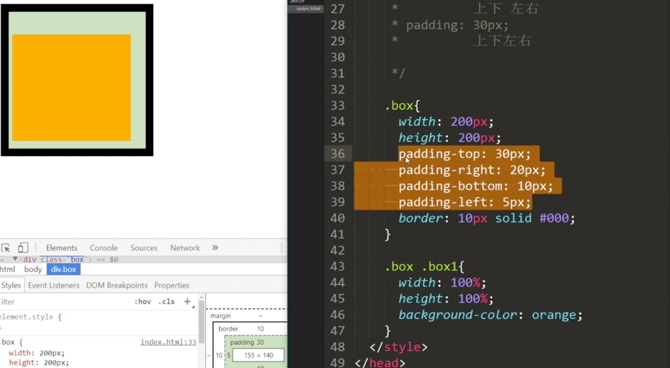 index.html
27 * 上下 左右
28 * padding: 30px;
29 * 上下左右
30
31 */
32
33 .box{
34 width: 200px;
35 height: 200px;
36 padding-top: 30px;
37 padding-right: 20px;
38 padding-bottom: 10px;
39 padding-left: 5px;
40 border: 10px solid #000;
41 }
42
43 .box .box1{
44 width: 100%;
45 height: 100%;
46 background-color: orange;
47 }
48 </style>
49 </head>
Elements Console Sources Network »
<div class="box"> == $0
html body div.box
Styles Event Listeners DOM Breakpoints Properties
Filter :hov .cls +
element.style {
.box { index.html:33
width: 200px;
height: 200px;
margin -
border 10
padding 30
10 5 155 × 140